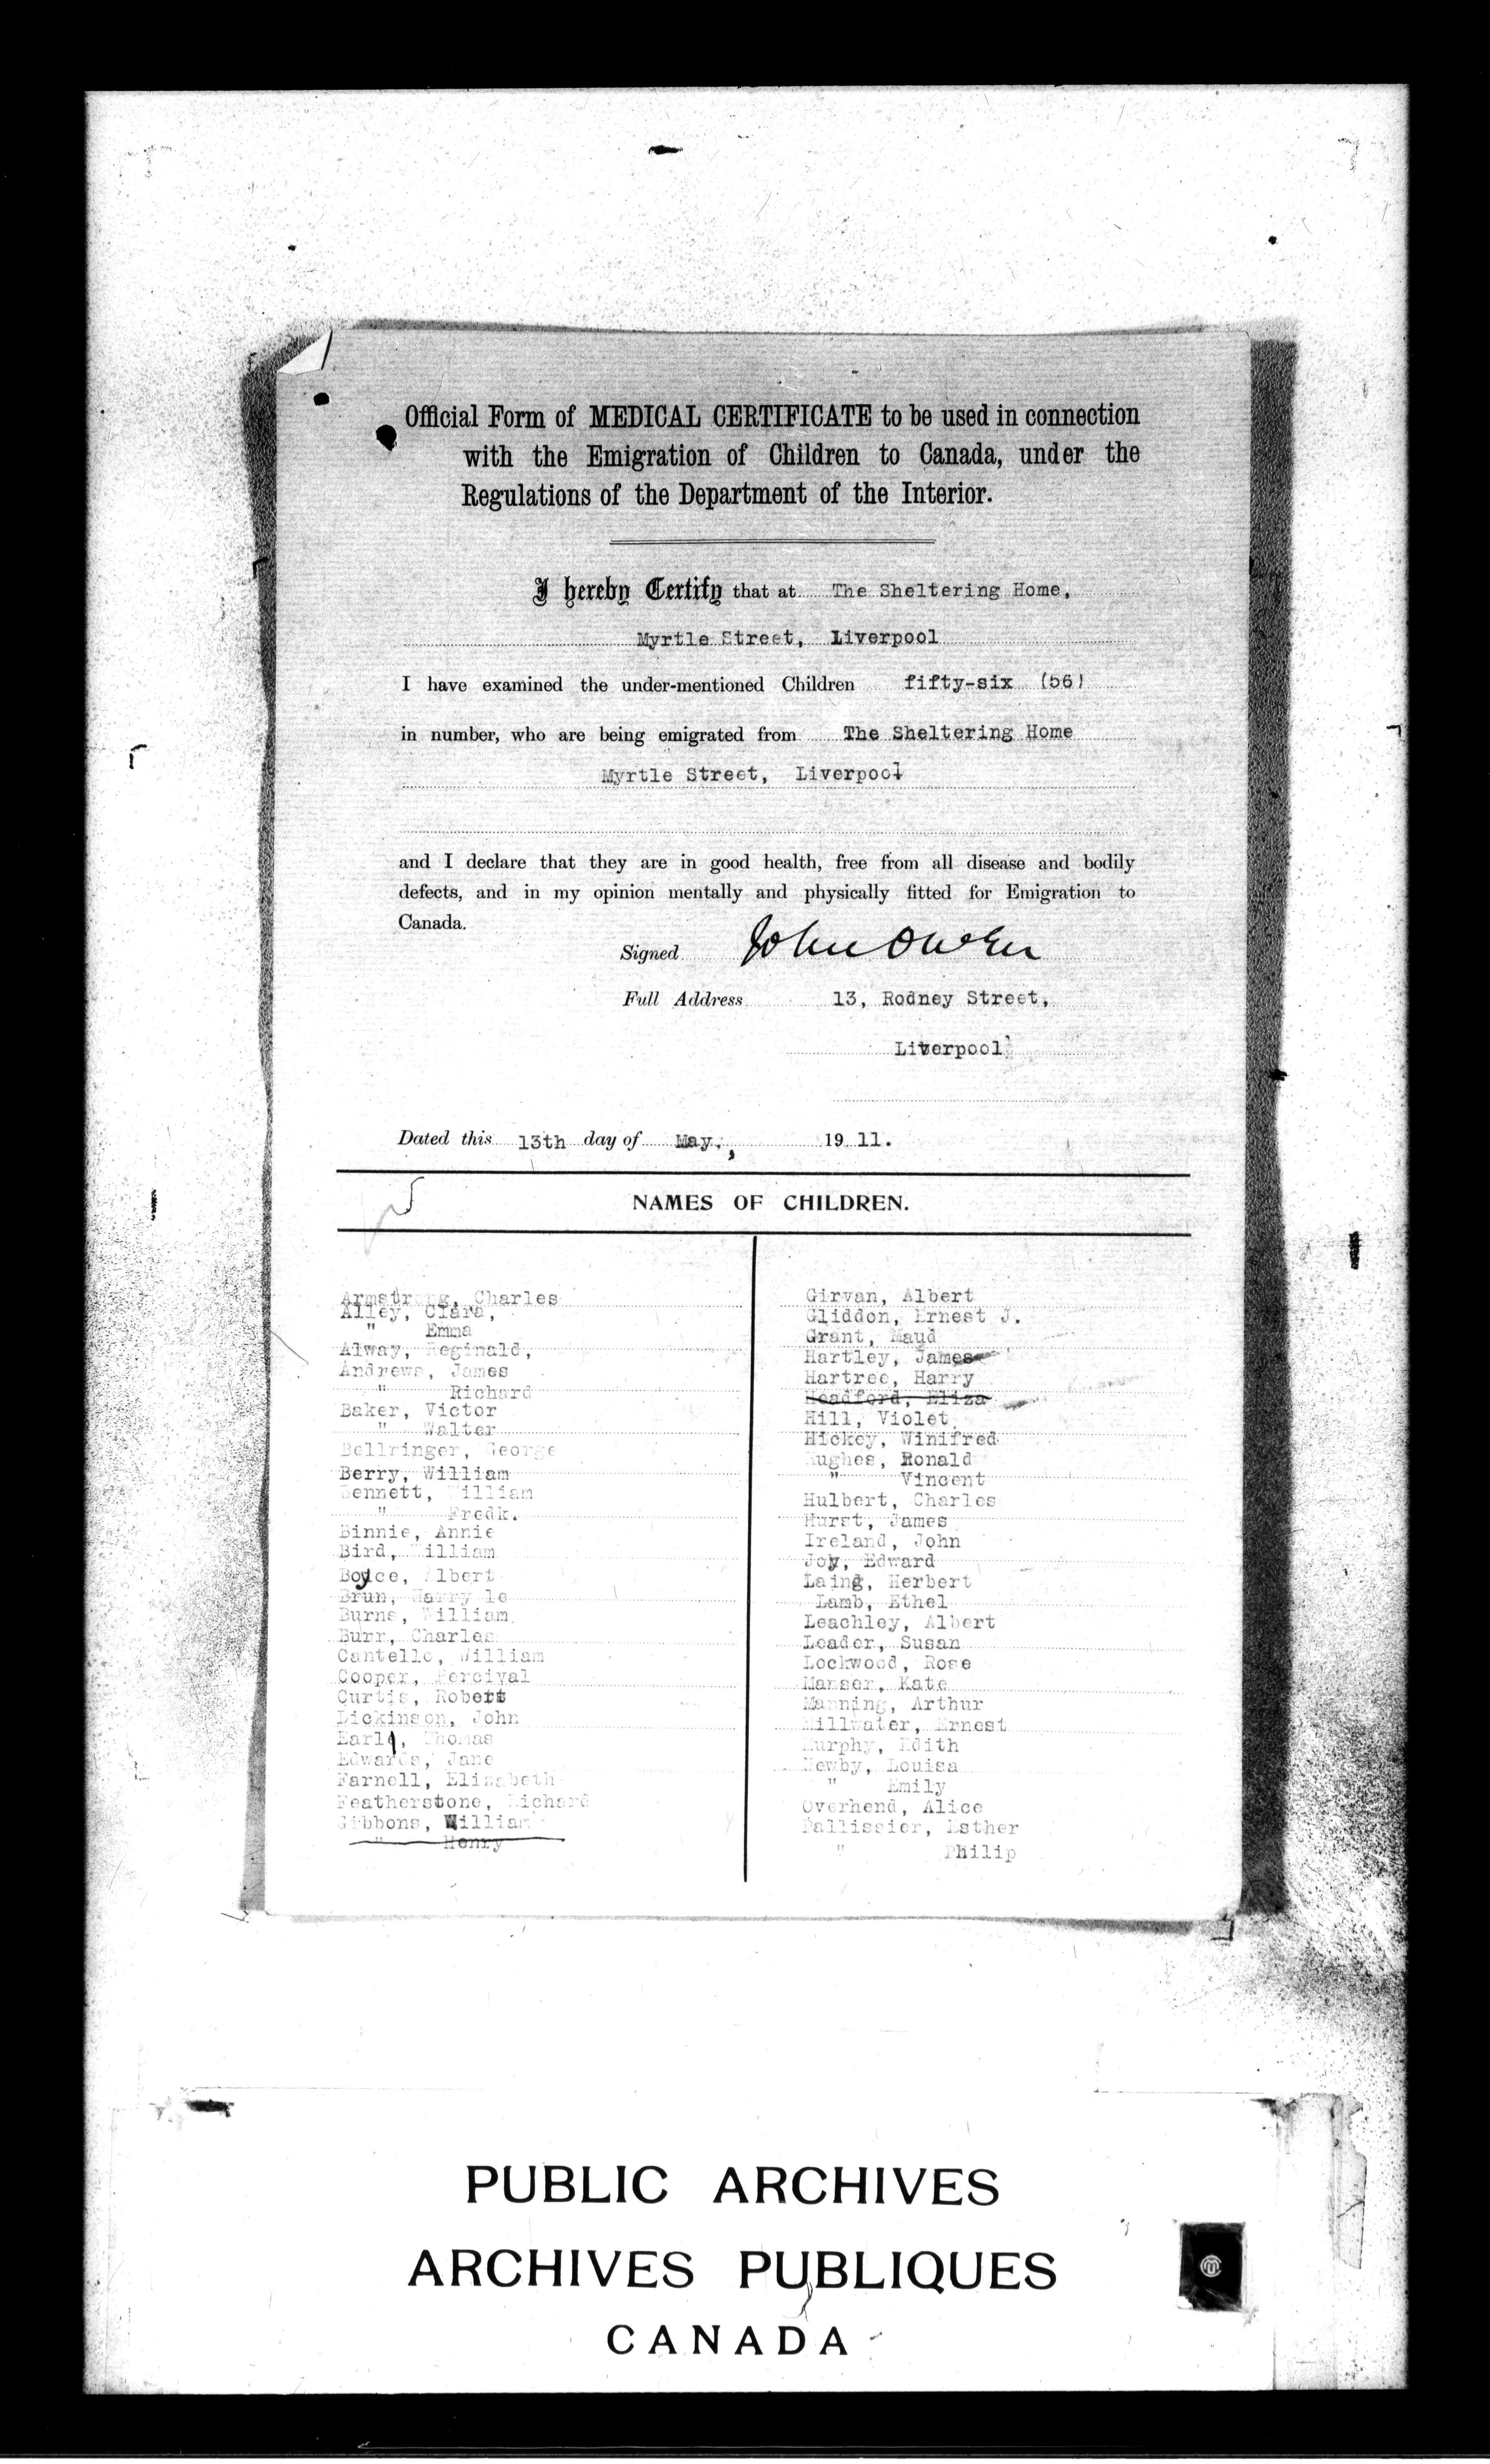 Official Form of MEDICAL CERTIFICATE to be used in connection
with the Emigration of Children to Canada, under the
Regulations of the Department of the Interior.
I hereby Certify that at The Sheltering Home,
Myrtle Street, Liverpool
I have examined the under-mentioned Children fifty-six (56)
in number, who are being emigrated from The Sheltering Home
Myrtle Street, Liverpool
and I declare that they are in good health, free from all disease and bodily
defects, and in my opinion mentally and physically fitted for Emigration to
Canada.
Signed John Owen
Full Address 13, Rodney Street,
Liverpool
Dated this 13th day of May, 1911.
NAMES OF CHILDREN.
Armstrong, Charles
Alley, Clara,
" Emma
Alway, Reginald,
Andrews, James
" Richard
Baker, Victor
" Walter
Bellringer, George
Berry, William
Bennett, William
" Fredk.
Binnie, Annie
Bird, William
Boyce, Albert
Brun, Harry le
Burns, William
Burr, Charles
Cantello, William
Cooper, Percival
Curtis, Robert
Dickinson, John
Earl, Thomas
Edwards, Jane
Farnell, Elizabeth
Featherstone, Richard
Gibbons, William
" Henry
Girvan, Albert
Gliddon, Ernest J.
Grant, Maud
Hartley, James
Hartree, Harry
Headford, Eliza
Hill, Violet
Hickey, Winifred
Hughes, Ronald
" Vincent
Hulbert, Charles
Hurst, James
Ireland, John
Joy, Edward
Laing, Herbert
Lamb, Ethel
Leachley, Albert
Leader, Susan
Lockwood, Rose
Manser, Kate
Manning, Arthur
Millwater, Ernest
Murphy, Edith
Newby, Louisa
" Emily
Overhend, Alice
Pallissier, Esther
" Philip
PUBLIC ARCHIVES
ARCHIVES PUBLIQUES
CANADA